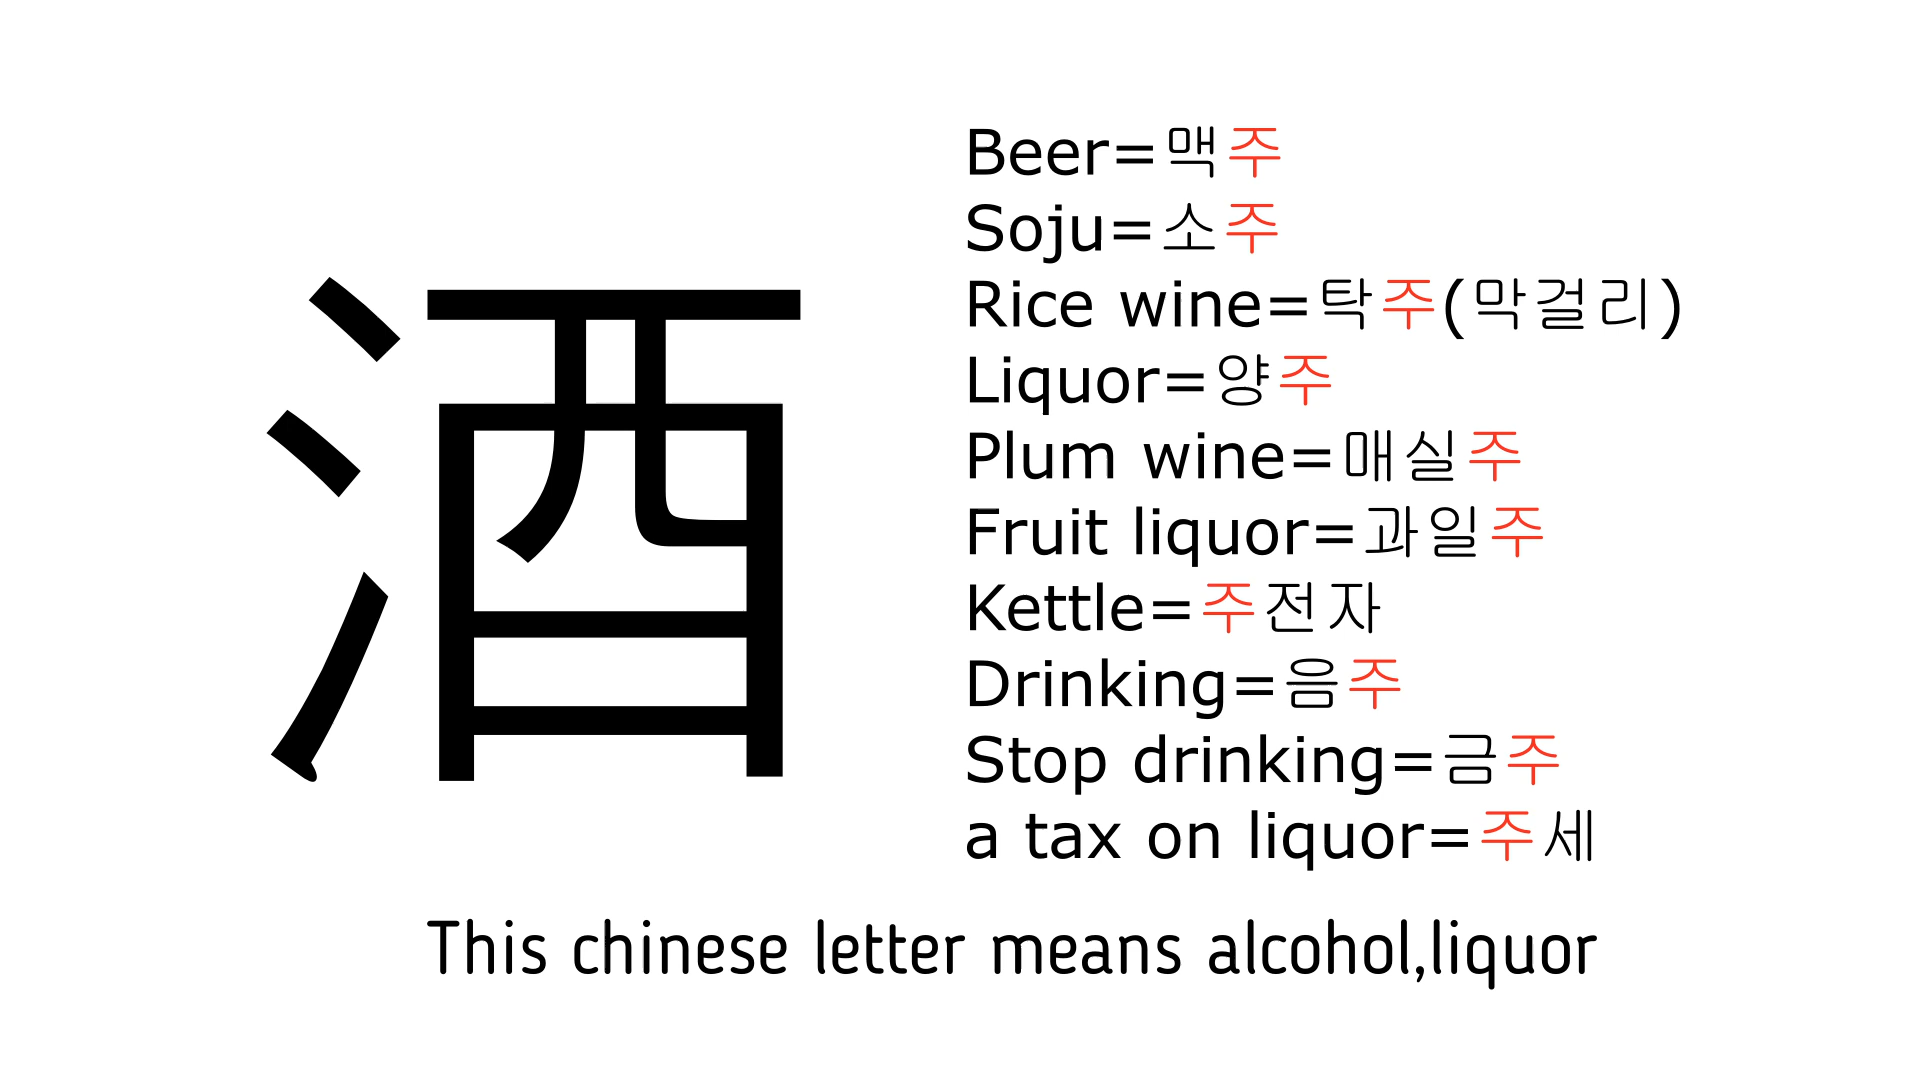 酒
Beer=맥주
Soju=소주
Rice wine=탁주(막걸리)
Liquor=양주
Plum wine=매실주
Fruit liquor=과일주
Kettle=주전자
Drinking=음주
Stop drinking=금주
a tax on liquor=주세
This chinese letter means alcohol,liquor